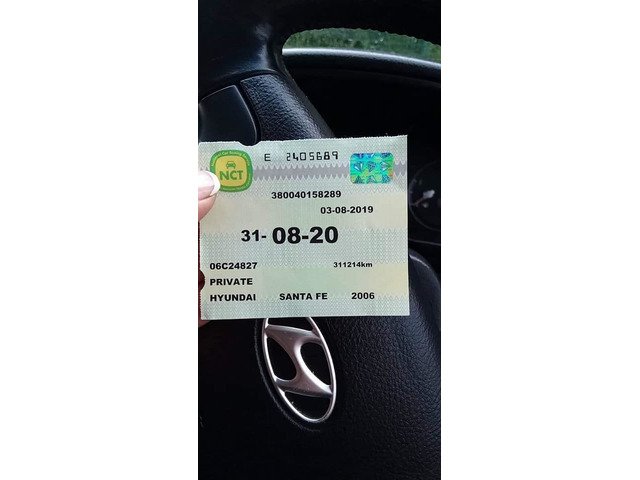 E 2405689
NCT
380040158289
03-08-2019
31-08-20
06C24827 311214km
PRIVATE
HYUNDAI SANTA FE 2006